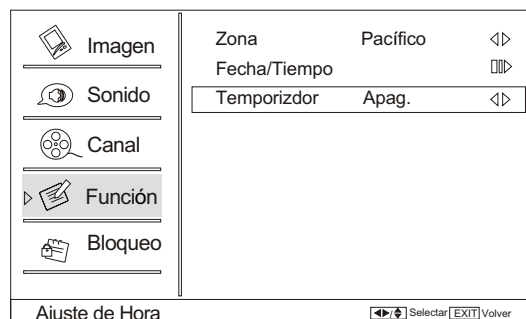 Imagen
Sonido
Canal
Función
Bloqueo
Zona Pacífico
Fecha/Tiempo
Temporizdor Apag.
Ajuste de Hora
Selectar EXIT Volver